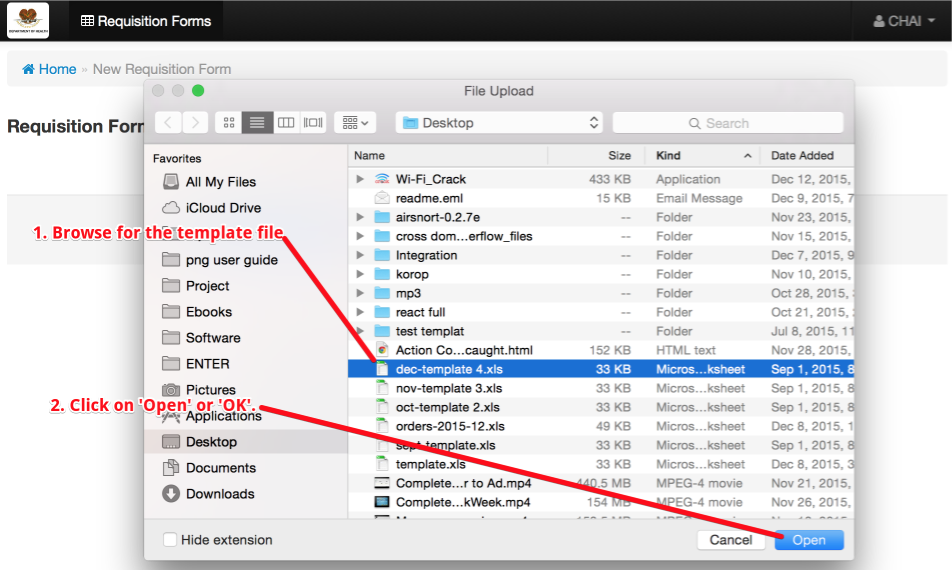 DEPARTMENT OF HEALTH
Requisition Forms
CHAI
Home » New Requisition Form
File Upload
Requisition Forr
Desktop
Search
Favorites
Name Size Kind Date Added
All My Files
Wi-Fi_Crack 433 KB Application Dec 12, 2015,
readme.eml 15 KB Email Message Dec 9, 2015, 7
iCloud Drive
airsnort-0.2.7e -- Folder Nov 23, 2015,
1. Browse for the template file
cross dom...erflow_files -- Folder Nov 15, 2015,
png user guide
Integration -- Folder Dec 7, 2015, 9
korop -- Folder Nov 10, 2015,
Project
mp3 -- Folder Oct 28, 2015,
Ebooks
react full -- Folder Oct 21, 2015,
test templat -- Folder Jul 8, 2015, 11
Software
Action Co...caught.html 152 KB HTML text Nov 28, 2015,
ENTER
dec-template 4.xls 33 KB Micros...ksheet Sep 1, 2015, 8
Pictures
nov-template 3.xls 33 KB Micros...ksheet Sep 1, 2015, 8
2. Click on 'Open' or 'OK'.
oct-template 2.xls 33 KB Micros...ksheet Sep 1, 2015, 8
Applications
orders-2015-12.xls 49 KB Micros...ksheet Dec 8, 2015, 1
Desktop
sept-template.xls 33 KB Micros...ksheet Sep 1, 2015, 8
Documents
template.xls 33 KB Micros...ksheet Dec 8, 2015, 3
Complete...r to Ad.mp4 440.5 MB MPEG-4 movie Nov 21, 2015,
Downloads
Complete...kWeek.mp4 154 MB MPEG-4 movie Nov 26, 2015,
Hide extension
Cancel
Open